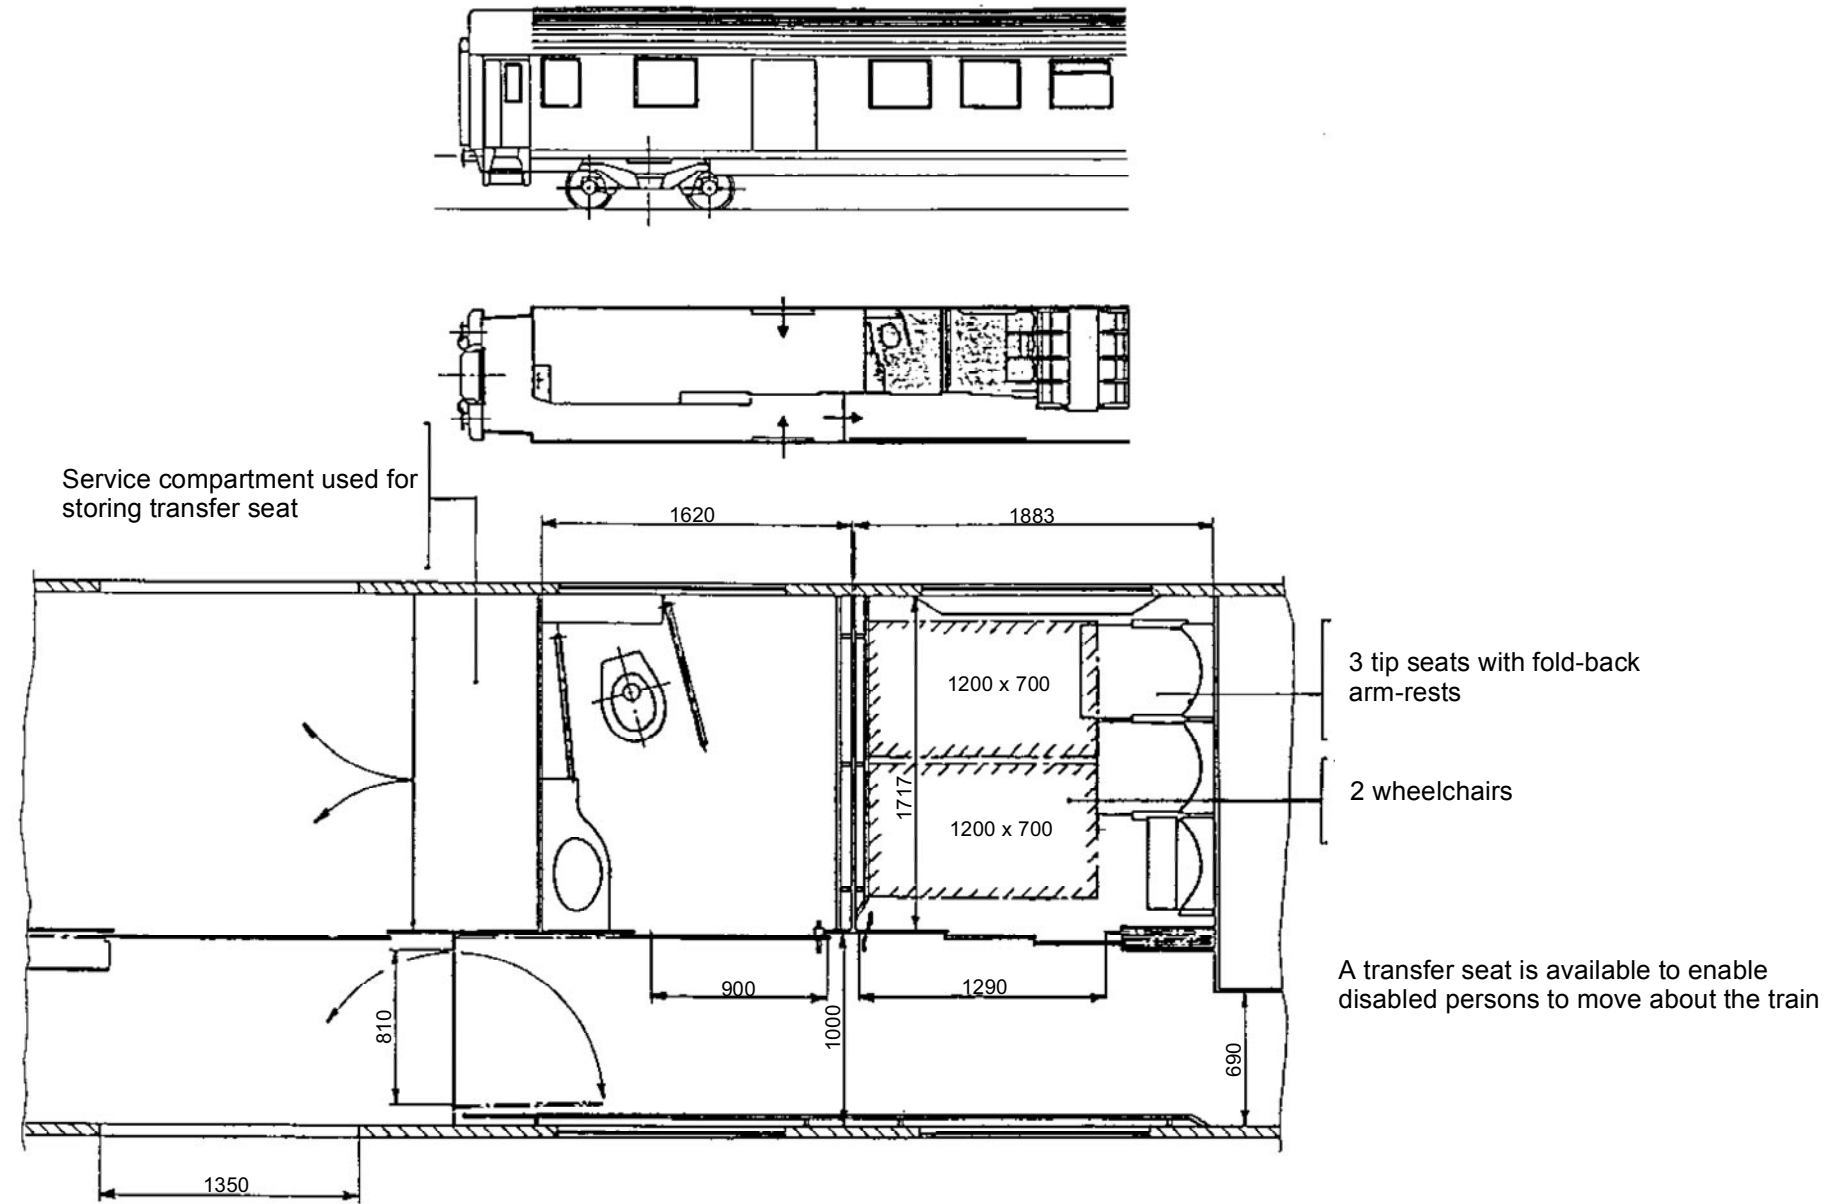 Service compartment used for
storing transfer seat
1620
1883
1200 x 700
3 tip seats with fold-back
arm-rests
1717
2 wheelchairs
1200 x 700
A transfer seat is available to enable
disabled persons to move about the train
900
1290
810
1000
690
1350